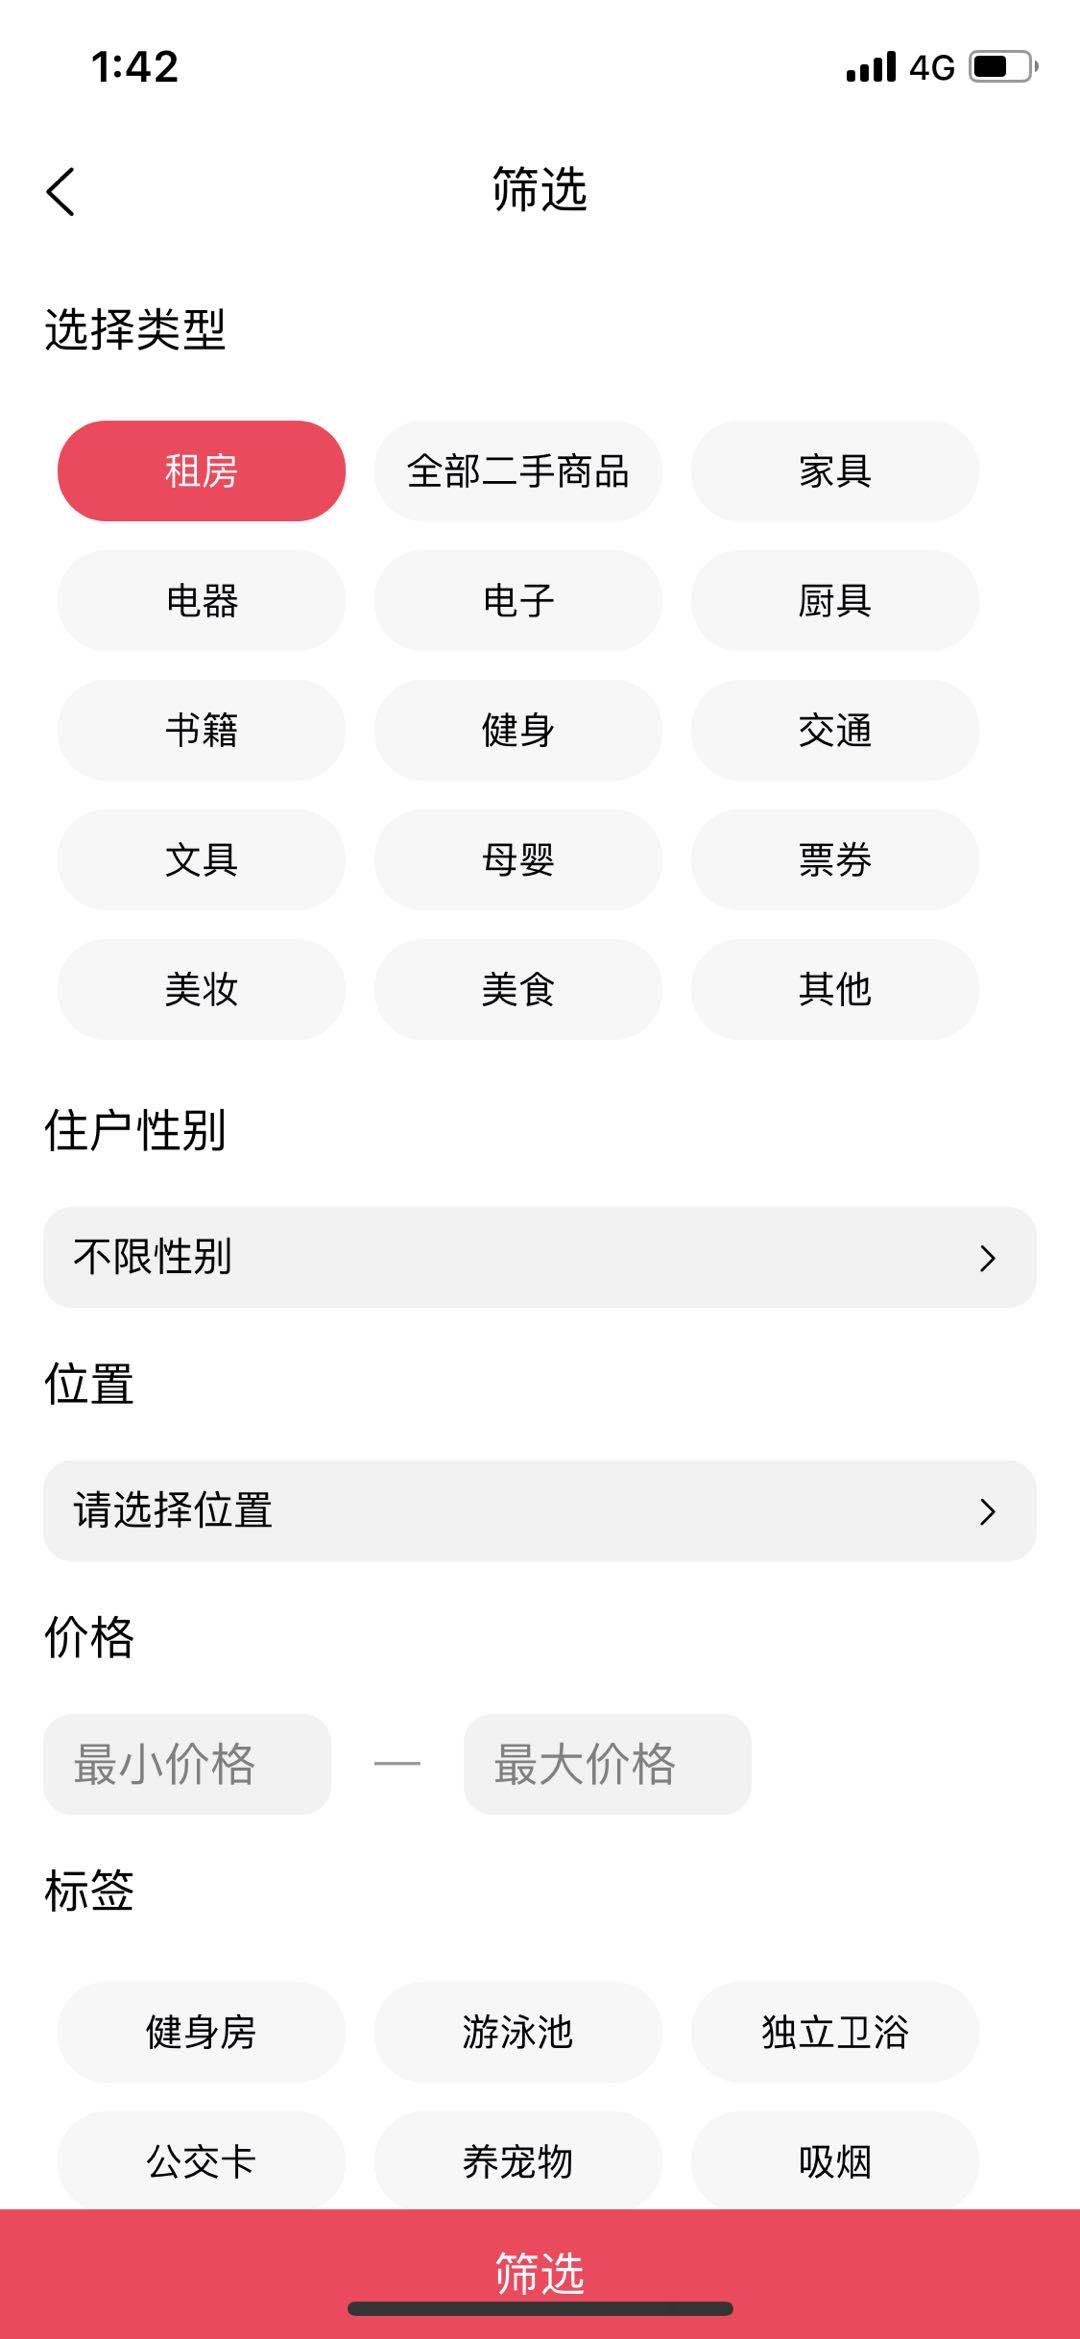 1:42 4G
筛选
选择类型
租房 全部二手商品 家具
电器 电子 厨具
书籍 健身 交通
文具 母婴 票券
美妆 美食 其他
住户性别
不限性别
位置
请选择位置
价格
最小价格 — 最大价格
标签
健身房 游泳池 独立卫浴
公交卡 养宠物 吸烟
筛选